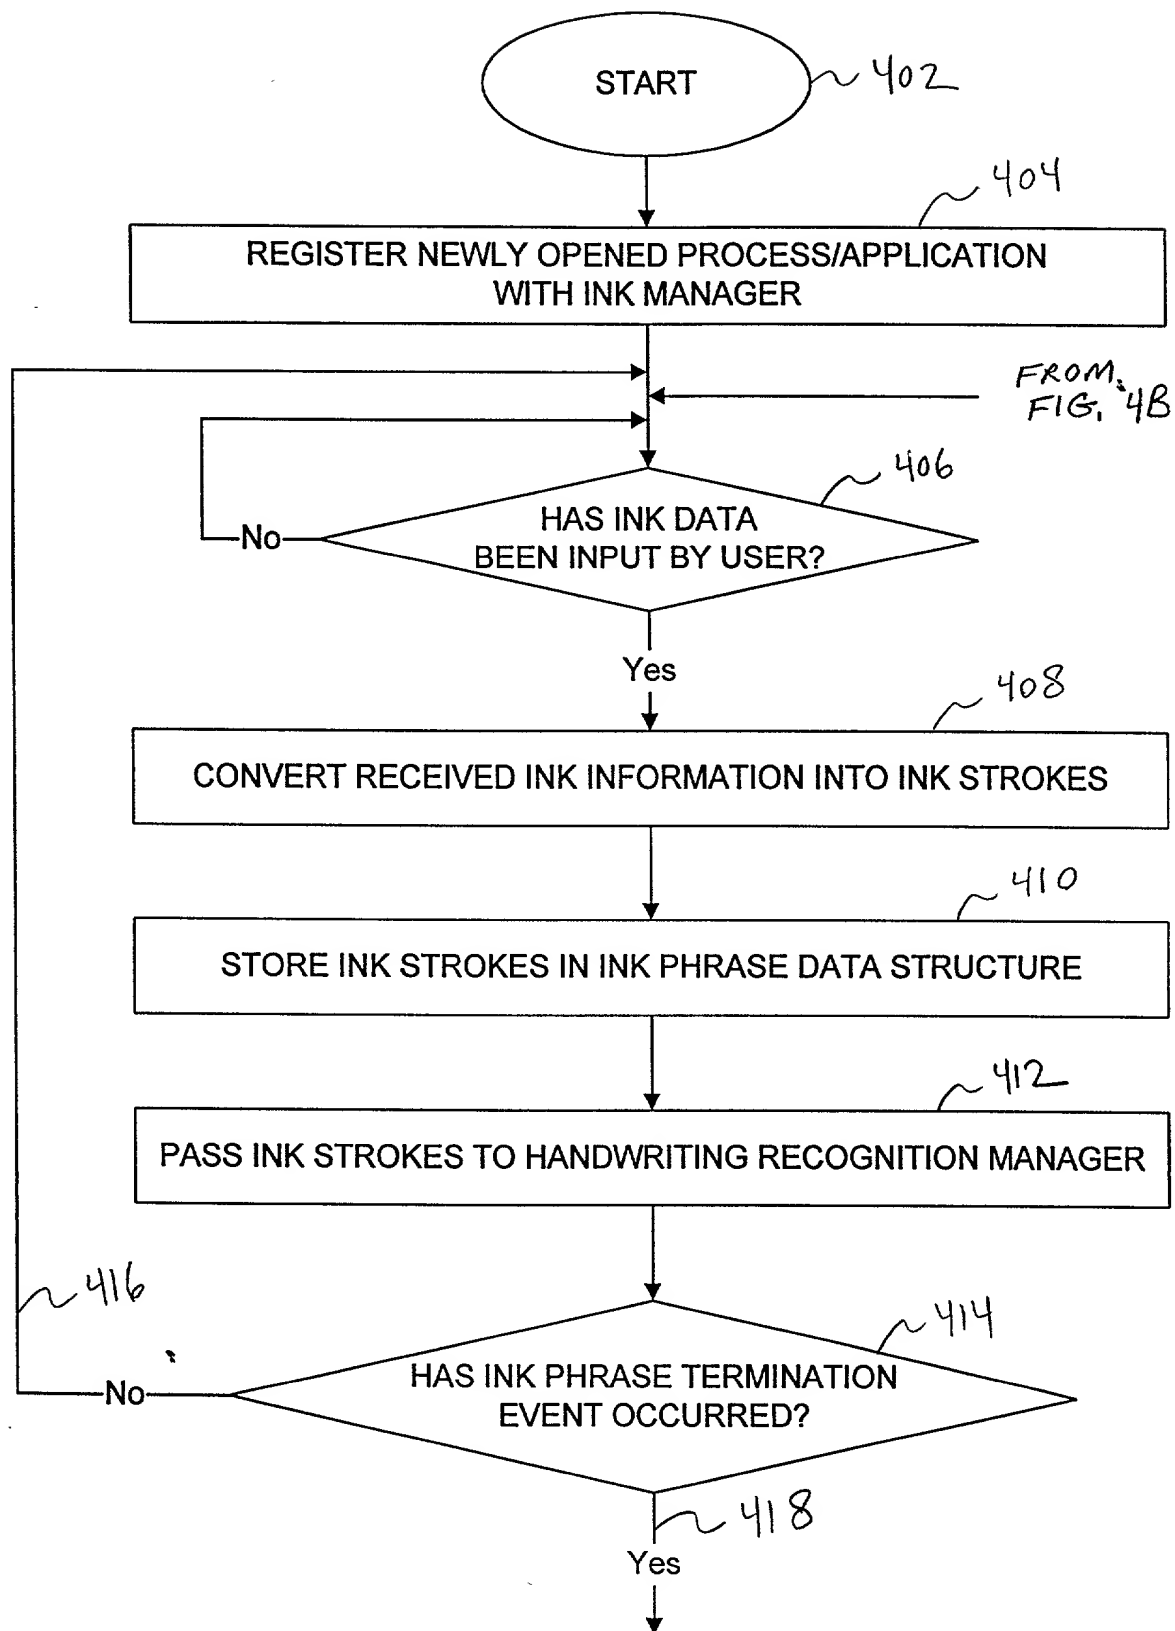 START
402
404
REGISTER NEWLY OPENED PROCESS/APPLICATION
WITH INK MANAGER
FROM
FIG. 4B
406
HAS INK DATA
BEEN INPUT BY USER?
No
Yes
408
CONVERT RECEIVED INK INFORMATION INTO INK STROKES
410
STORE INK STROKES IN INK PHRASE DATA STRUCTURE
412
PASS INK STROKES TO HANDWRITING RECOGNITION MANAGER
416
414
HAS INK PHRASE TERMINATION
EVENT OCCURRED?
No
418
Yes